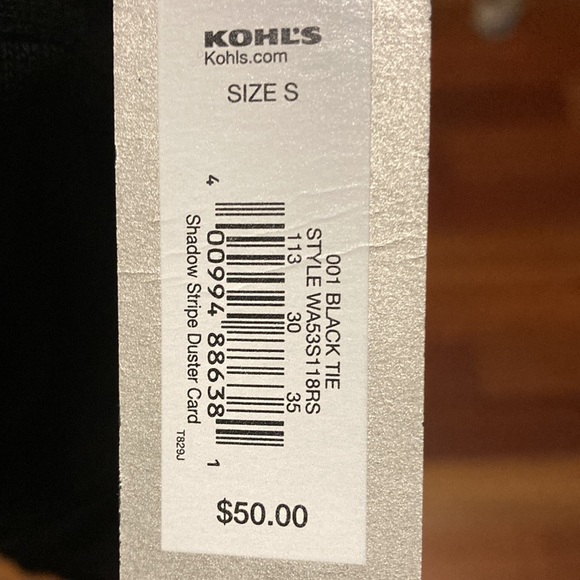 KOHL'S
Kohls.com
SIZE S
001 BLACK TIE
STYLE WA53S118RS
113 30 35
4 00994 88638 1
Shadow Stripe Duster Card
T829J
$50.00